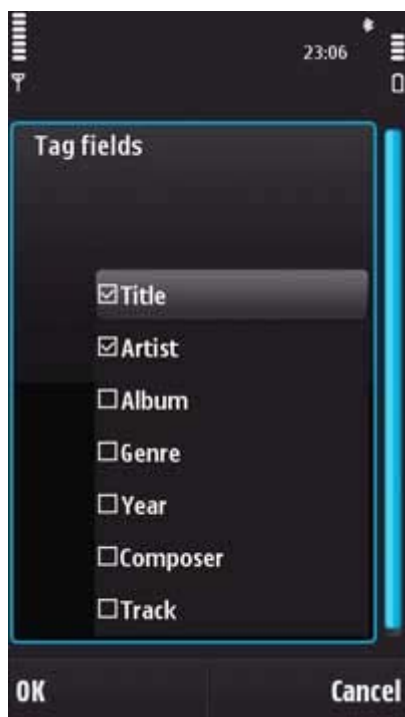 23:06
Tag fields
Title
Artist
Album
Genre
Year
Composer
Track
OK Cancel